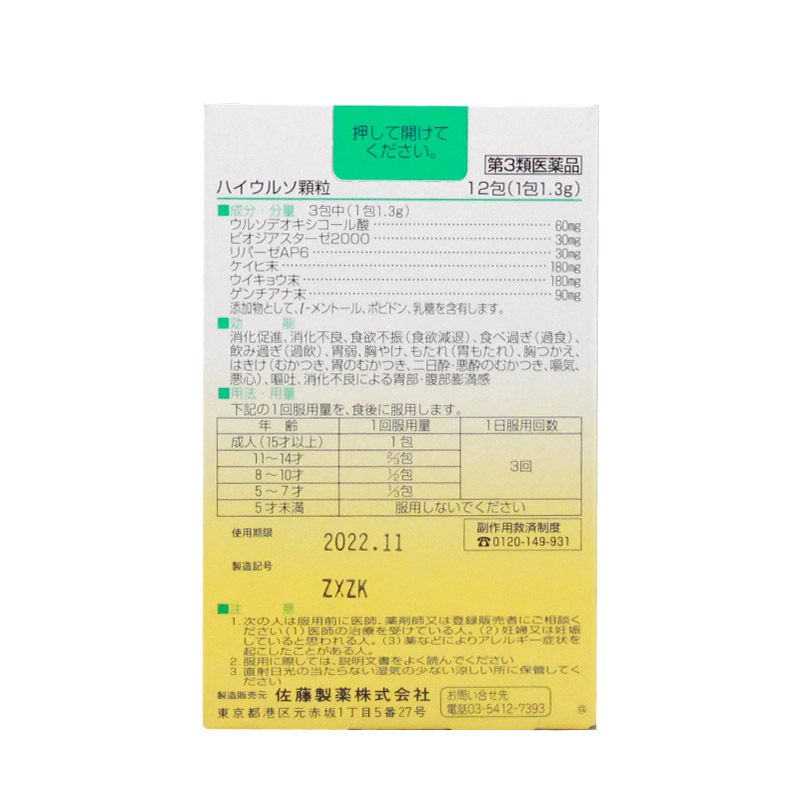 押して開けて
ください。
第3類医薬品
ハイウルソ顆粒 12包(1包1.3g)
■成分・分量 3包中(1包1.3g)
ウルソデオキシコール酸 60mg
ビオジアスターゼ2000 30mg
リパーゼAP6 30mg
ケイヒ末 180mg
ウイキョウ末 180mg
ゲンチアナ末 90mg
添加物として、l-メントール、ポビドン、乳糖を含有します。
■効 能
消化促進、消化不良、食欲不振(食欲減退)、食べ過ぎ(過食)、
飲み過ぎ(過飲)、胃弱、胸やけ、もたれ(胃もたれ)、胸つかえ、
はきけ(むかつき、胃のむかつき、二日酔・悪酔のむかつき、嘔気、
悪心)、嘔吐、消化不良による胃部・腹部膨満感
■用法・用量
下記の1回服用量を、食後に服用します。
年 齢 1回服用量 1日服用回数
成人(15才以上) 1包
11〜14才 2/3包
3回
8〜10才 1/2包
5〜7才 1/3包
5才未満 服用しないでください
使用期限 2022.11
副作用救済制度
☎0120-149-931
製造記号 ZXZK
■注 意
1. 次の人は服用前に医師、薬剤師又は登録販売者にご相談く
ださい(1)医師の治療を受けている人。(2)妊婦又は妊娠
していると思われる人。(3)薬などによりアレルギー症状を
起こしたことがある人。
2. 服用に際しては、説明文書をよく読んでください
3. 直射日光の当たらない湿気の少ない涼しい所に保管してく
ださい
製造販売元 佐藤製薬株式会社
東京都港区元赤坂1丁目5番27号
お問い合せ先
電話03-5412-7393